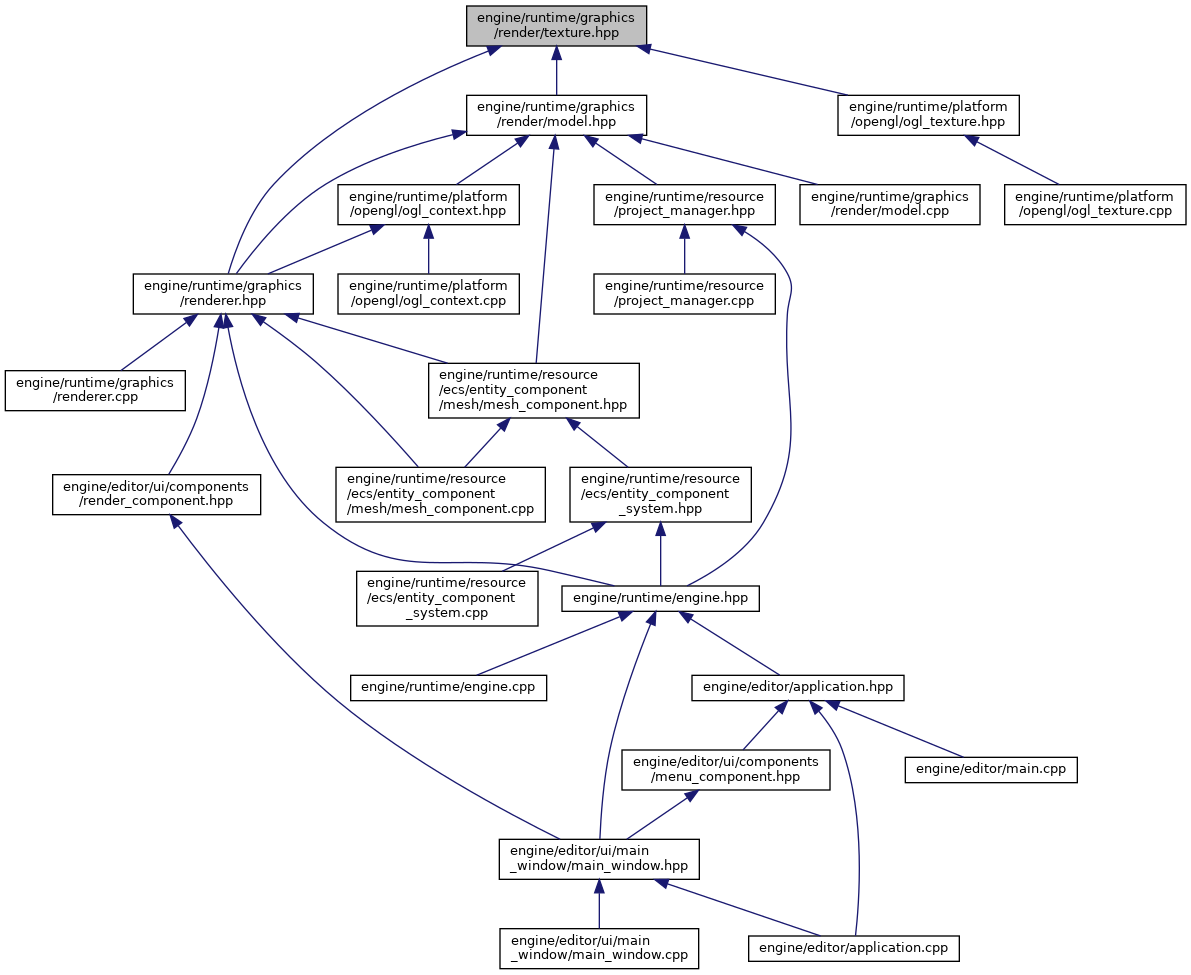 engine/runtime/graphics
/render/texture.hpp
engine/runtime/graphics
/render/model.hpp
engine/runtime/platform
/opengl/ogl_texture.hpp
engine/runtime/platform
/opengl/ogl_context.hpp
engine/runtime/resource
/project_manager.hpp
engine/runtime/graphics
/render/model.cpp
engine/runtime/platform
/opengl/ogl_texture.cpp
engine/runtime/graphics
/renderer.hpp
engine/runtime/platform
/opengl/ogl_context.cpp
engine/runtime/resource
/project_manager.cpp
engine/runtime/graphics
/renderer.cpp
engine/runtime/resource
/ecs/entity_component
/mesh/mesh_component.hpp
engine/editor/ui/components
/render_component.hpp
engine/runtime/resource
/ecs/entity_component
/mesh/mesh_component.cpp
engine/runtime/resource
/ecs/entity_component
_system.hpp
engine/runtime/resource
/ecs/entity_component
_system.cpp
engine/runtime/engine.hpp
engine/runtime/engine.cpp
engine/editor/application.hpp
engine/editor/ui/components
/menu_component.hpp
engine/editor/main.cpp
engine/editor/ui/main
_window/main_window.hpp
engine/editor/ui/main
_window/main_window.cpp
engine/editor/application.cpp